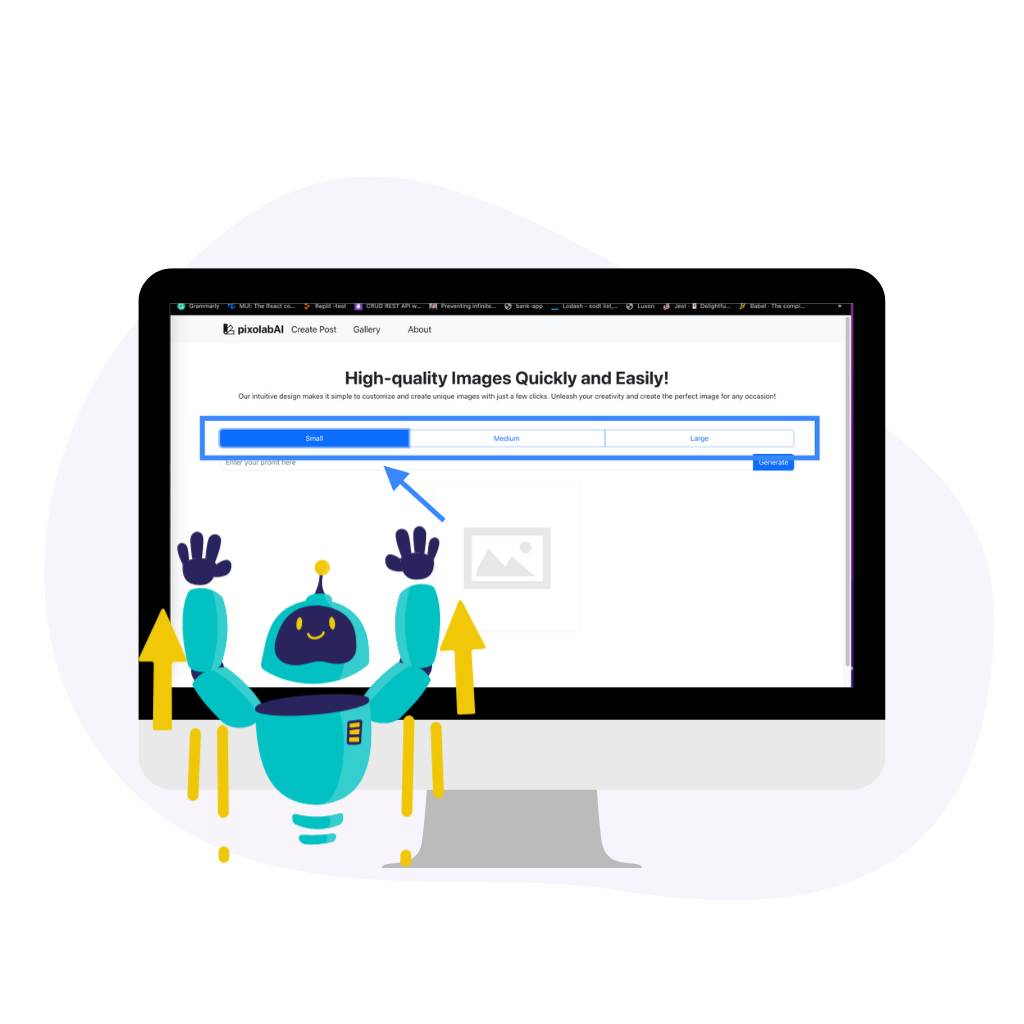 Grammarly MUI: The React co... Replit -test CRUD REST API w... Preventing infinite... bank-app Lodash - sodt list,... Luxon Jest Delightfu... Babel · The compi... »
pixolabAI Create Post Gallery About
High-quality Images Quickly and Easily!
Our intuitive design makes it simple to customize and create unique images with just a few clicks. Unleash your creativity and create the perfect image for any occasion!
Small Medium Large
Enter your promt here Generate